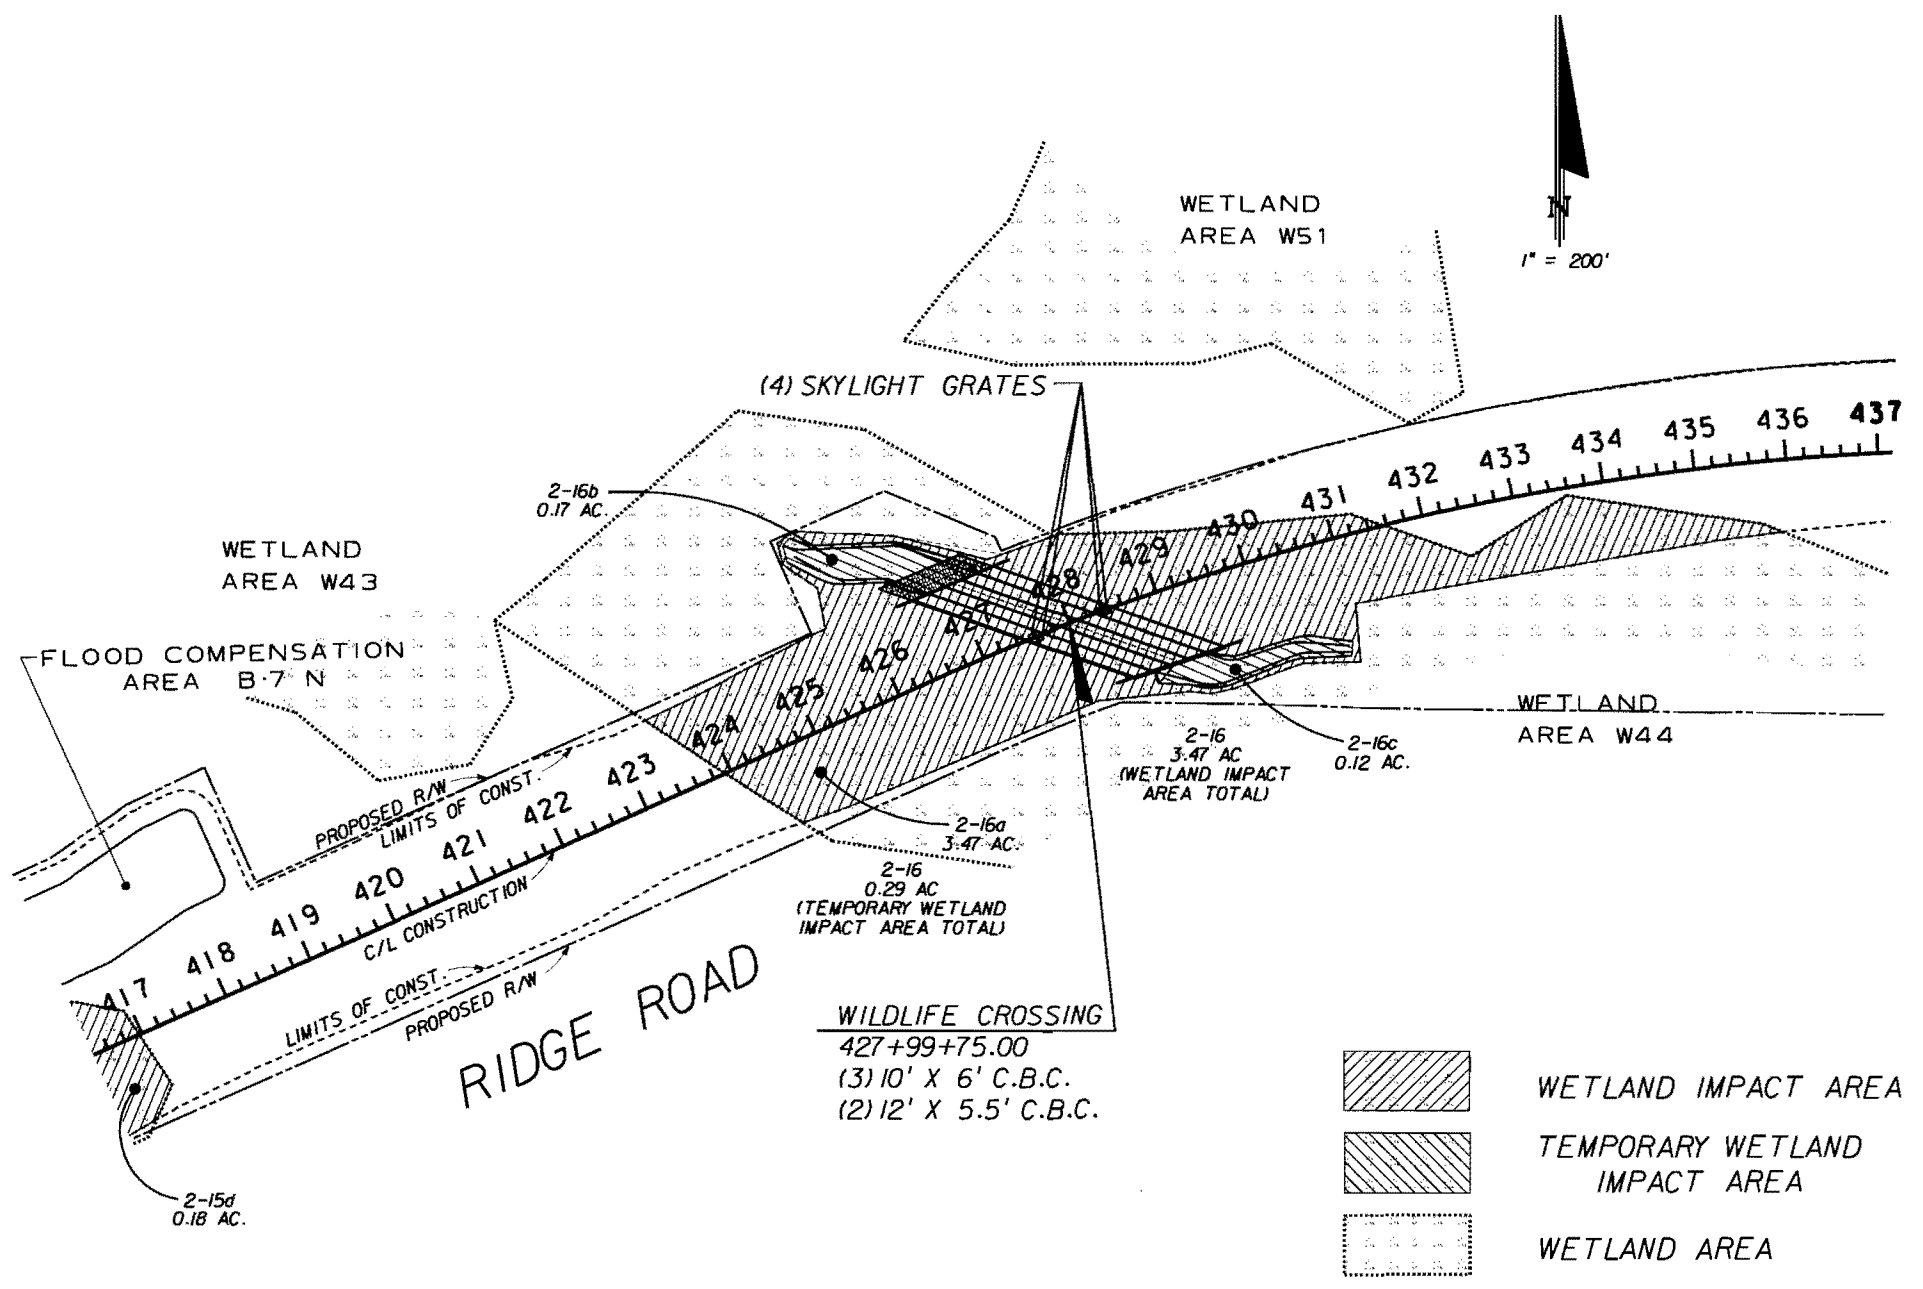 WETLAND
AREA W51
N
1" = 200'
(4) SKYLIGHT GRATES
2-16b
0.17 AC.
WETLAND
AREA W43
FLOOD COMPENSATION
AREA B-7 N
417 418 419 420 421 422 423 424 425 426 427 428 429 430 431 432 433 434 435 436 437
PROPOSED R/W
LIMITS OF CONST.
C/L CONSTRUCTION
LIMITS OF CONST.
PROPOSED R/W
RIDGE ROAD
WETLAND
AREA W44
2-16
3.47 AC
(WETLAND IMPACT
AREA TOTAL)
2-16c
0.12 AC.
2-16a
3.47 AC.
2-16
0.29 AC
(TEMPORARY WETLAND
IMPACT AREA TOTAL)
WILDLIFE CROSSING
427+99+75.00
(3) 10' X 6' C.B.C.
(2) 12' X 5.5' C.B.C.
2-15d
0.18 AC.
WETLAND IMPACT AREA
TEMPORARY WETLAND
IMPACT AREA
WETLAND AREA